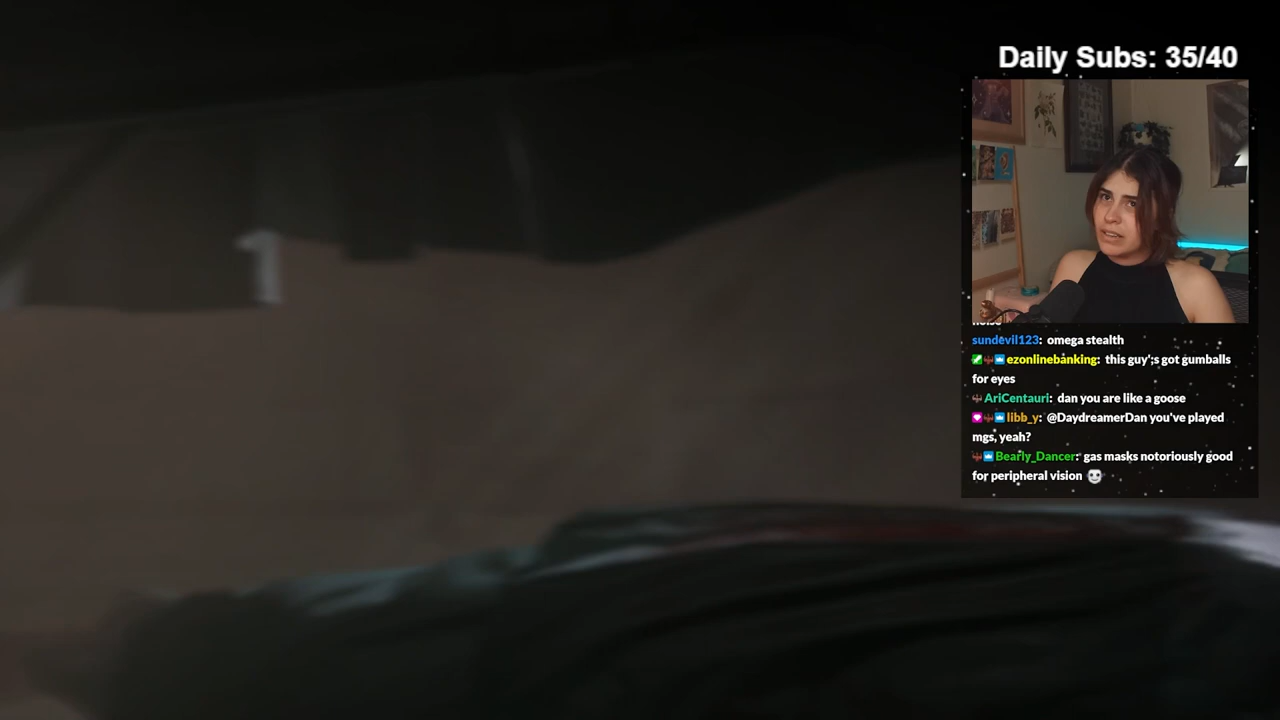 Daily Subs: 35/40
sundevil123: omega stealth
ezonlinebanking: this guy';s got gumballs
for eyes
AriCentauri: dan you are like a goose
libb_y: @DaydreamerDan you've played
mgs, yeah?
Bearly_Dancer: gas masks notoriously good
for peripheral vision